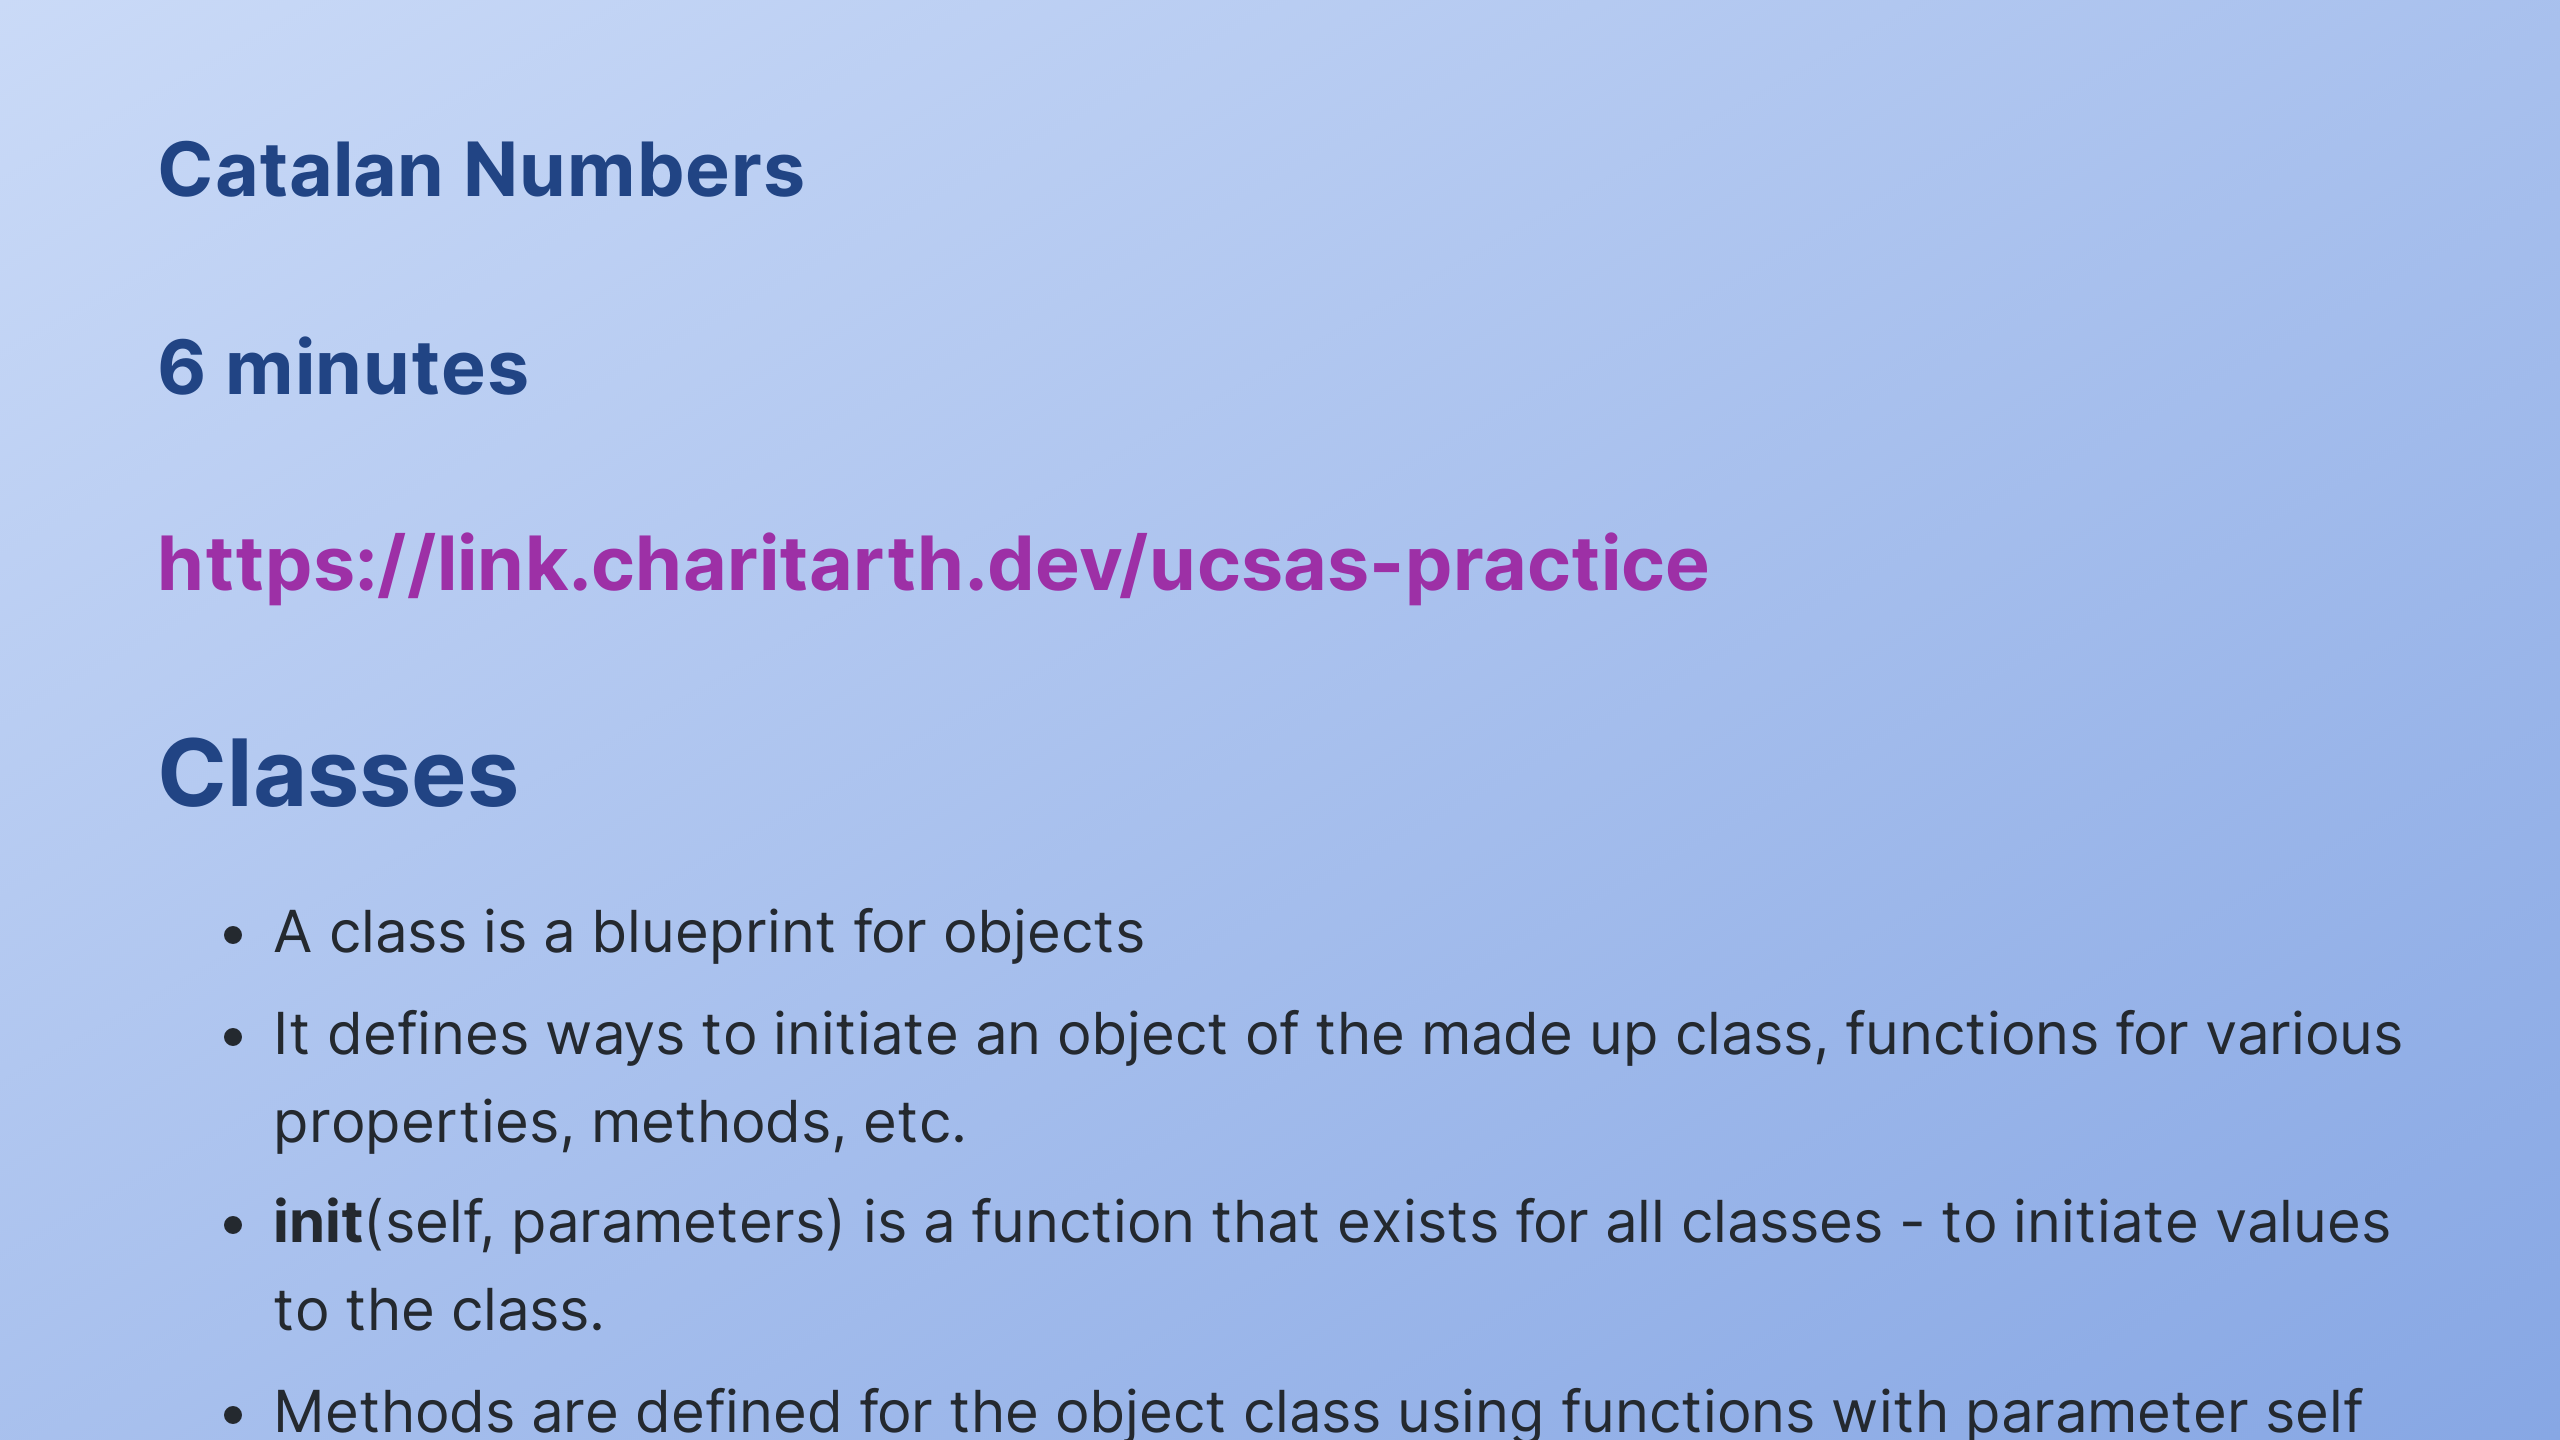 Catalan Numbers
6 minutes
https://link.charitarth.dev/ucsas-practice
Classes
• A class is a blueprint for objects
• It defines ways to initiate an object of the made up class, functions for various
properties, methods, etc.
• init(self, parameters) is a function that exists for all classes - to initiate values
to the class.
• Methods are defined for the object class using functions with parameter self